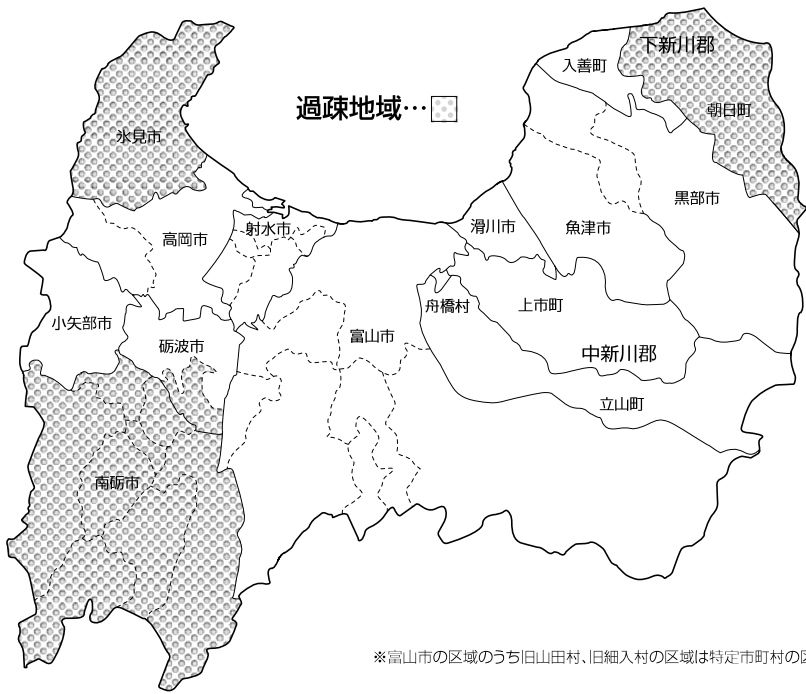 過疎地域…
下新川郡
入善町
朝日町
氷見市
黒部市
高岡市
射水市
滑川市
魚津市
小矢部市
舟橋村
上市町
砺波市
富山市
中新川郡
立山町
南砺市
※富山市の区域のうち旧山田村、旧細入村の区域は特定市町村の